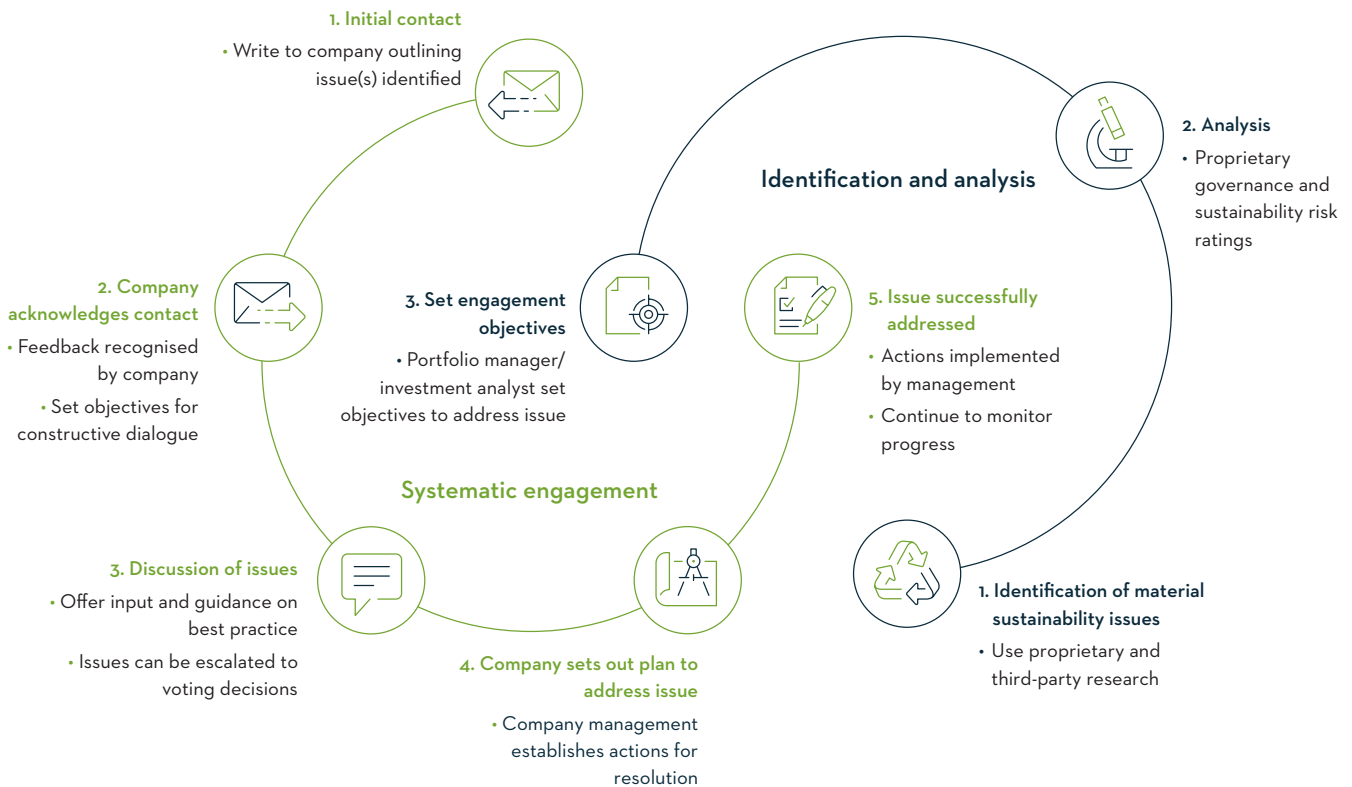 Identification and analysis
1. Identification of material
sustainability issues
• Use proprietary and
third-party research
2. Analysis
• Proprietary
governance and
sustainability risk
ratings
3. Set engagement
objectives
• Portfolio manager/
investment analyst set
objectives to address issue
Systematic engagement
1. Initial contact
• Write to company outlining
issue(s) identified
2. Company
acknowledges contact
• Feedback recognised
by company
• Set objectives for
constructive dialogue
3. Discussion of issues
• Offer input and guidance on
best practice
• Issues can be escalated to
voting decisions
4. Company sets out plan to
address issue
• Company management
establishes actions for
resolution
5. Issue successfully
addressed
• Actions implemented
by management
• Continue to monitor
progress